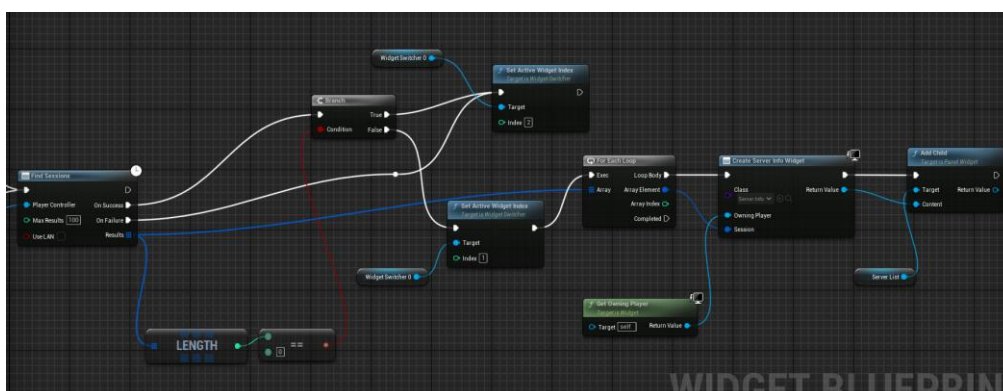 Widget Switcher 0
Set Active Widget Index
Target is Widget Switcher
Target
Index 2
Branch
True
Condition
False
Find Sessions
Player Controller
On Success
Max Results 100
On Failure
Use LAN
Results
Set Active Widget Index
Target is Widget Switcher
Target
Index 1
Widget Switcher 0
For Each Loop
Exec
Loop Body
Array
Array Element
Array Index
Completed
Create Server Info Widget
Class
Return Value
Server Info
Owning Player
Session
Add Child
Target is Panel Widget
Target
Return Value
Content
Server List
Get Owning Player
Target is Widget
Target self
Return Value
LENGTH
0
==
WIDGET BLUEPRIN